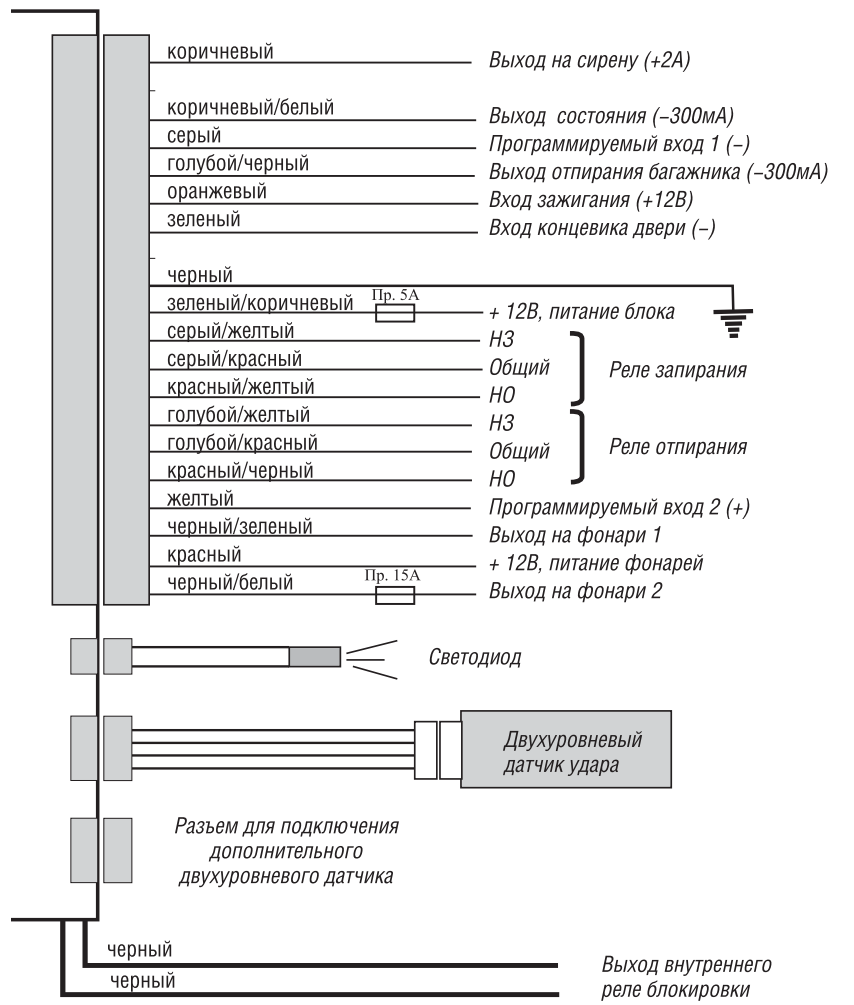 коричневый
Выход на сирену (+2А)
коричневый/белый
Выход состояния (–300мА)
серый
Программируемый вход 1 (–)
голубой/черный
Выход отпирания багажника (–300мА)
оранжевый
Вход зажигания (+12В)
зеленый
Вход концевика двери (–)
черный
зеленый/коричневый
Пр. 5А
+ 12В, питание блока
серый/желтый
НЗ
серый/красный
Общий
Реле запирания
красный/желтый
НО
голубой/желтый
НЗ
голубой/красный
Общий
Реле отпирания
красный/черный
НО
желтый
Программируемый вход 2 (+)
черный/зеленый
Выход на фонари 1
красный
+ 12В, питание фонарей
черный/белый
Пр. 15А
Выход на фонари 2
Светодиод
Двухуровневый
датчик удара
Разъем для подключения
дополнительного
двухуровневого датчика
черный
черный
Выход внутреннего
реле блокировки